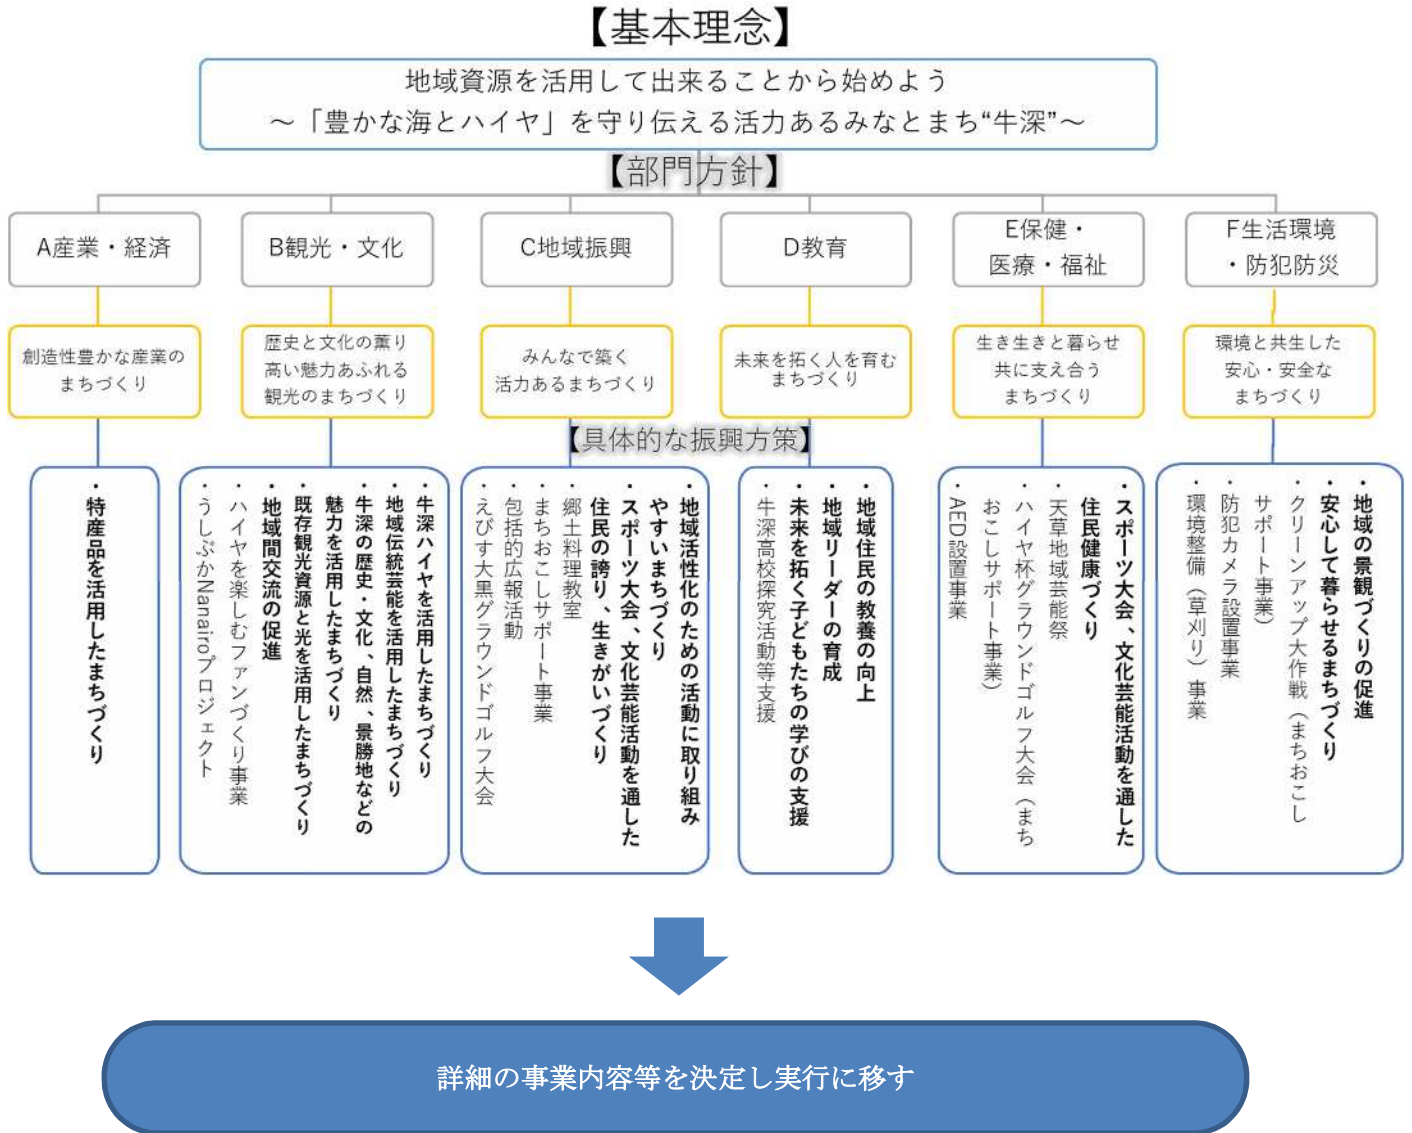 【基本理念】
地域資源を活用して出来ることから始めよう
～「豊かな海とハイヤ」を守り伝える活力あるみなとまち“牛深”～
【部門方針】
A産業・経済
B観光・文化
C地域振興
D教育
E保健・
医療・福祉
F生活環境
・防犯防災
創造性豊かな産業の
まちづくり
歴史と文化の薫り
高い魅力あふれる
観光のまちづくり
みんなで築く
活力あるまちづくり
未来を拓く人を育む
まちづくり
生き生きと暮らせ
共に支え合う
まちづくり
環境と共生した
安心・安全な
まちづくり
【具体的な振興方策】
・特産品を活用したまちづくり
・牛深ハイヤを活用したまちづくり
・地域伝統芸能を活用したまちづくり
・牛深の歴史・文化、自然、景勝地などの
魅力を活用したまちづくり
・既存観光資源と光を活用したまちづくり
・地域間交流の促進
・ハイヤを楽しむファンづくり事業
・うしぶかNanairoプロジェクト
・地域活性化のための活動に取り組み
やすいまちづくり
・スポーツ大会、文化芸能活動を通した
住民の誇り、生きがいづくり
・郷土料理教室
・まちおこしサポート事業
・包括的広報活動
・えびす大黒グラウンドゴルフ大会
・地域住民の教養の向上
・地域リーダーの育成
・未来を拓く子どもたちの学びの支援
・牛深高校探究活動等支援
・スポーツ大会、文化芸能活動を通した
住民健康づくり
・天草地域芸能祭
・ハイヤ杯グラウンドゴルフ大会（まち
おこしサポート事業）
・AED設置事業
・地域の景観づくりの促進
・安心して暮らせるまちづくり
・クリーンアップ大作戦（まちおこし
サポート事業）
・防犯カメラ設置事業
・環境整備（草刈り）事業
詳細の事業内容等を決定し実行に移す